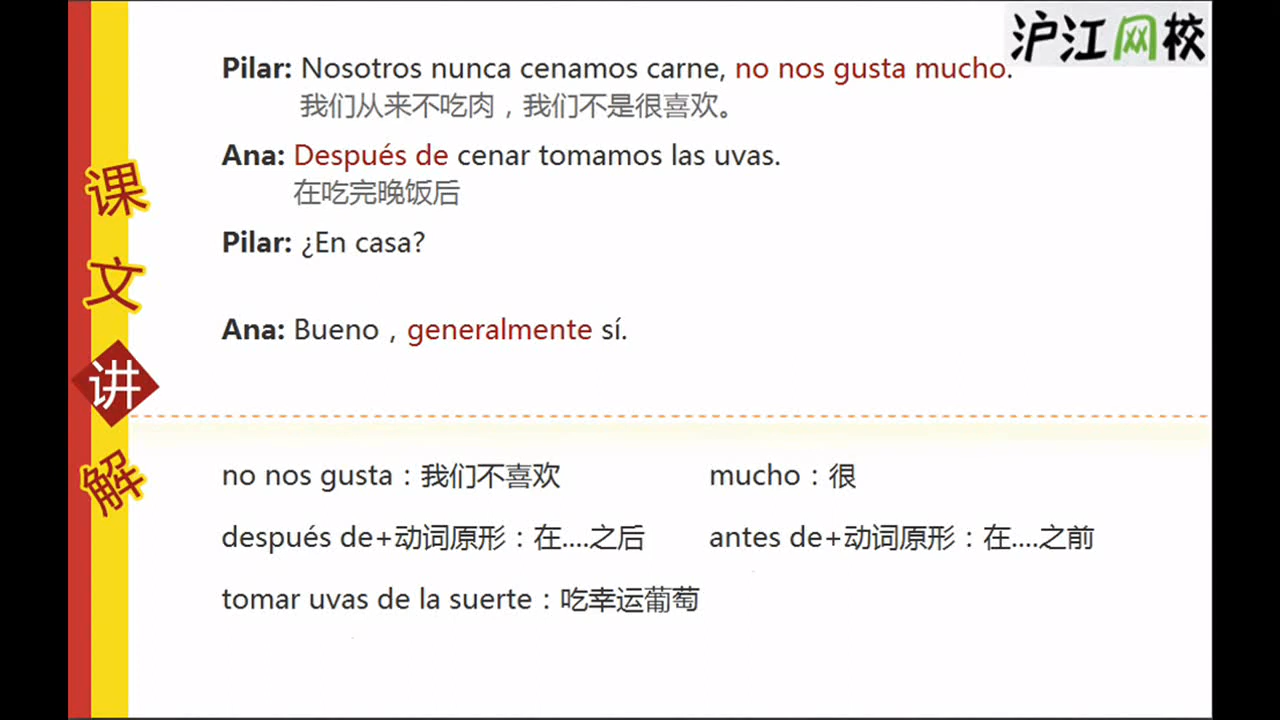 沪江网校
Pilar: Nosotros nunca cenamos carne, no nos gusta mucho.
我们从来不吃肉，我们不是很喜欢。
Ana: Después de cenar tomamos las uvas.
在吃完晚饭后
Pilar: ¿En casa?
Ana: Bueno，generalmente sí.
课
文
讲
解
no nos gusta：我们不喜欢
mucho：很
después de+动词原形：在....之后
antes de+动词原形：在....之前
tomar uvas de la suerte：吃幸运葡萄